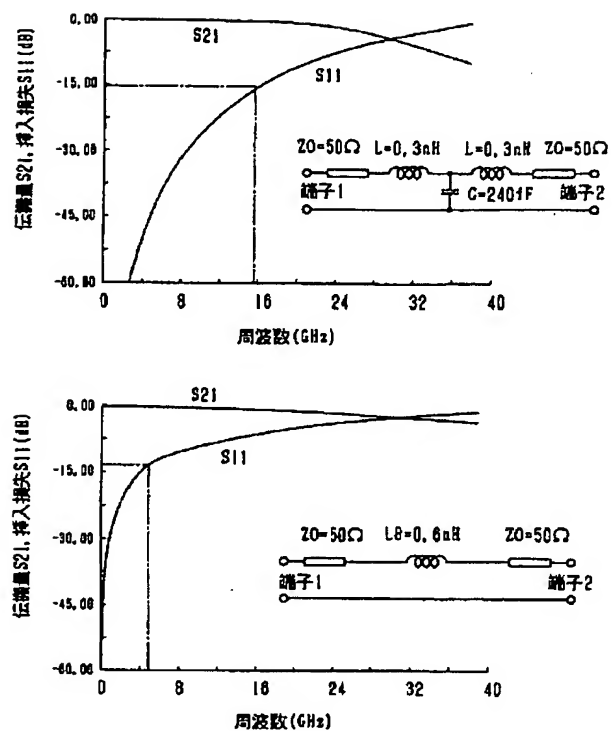 0.00
-15.00
-30.00
-45.00
-60.00
伝搬量S21,挿入損失S11(dB)
S21
S11
Z0=50Ω L=0,3nH L=0,3nH Z0=50Ω
端子1 C=240fF 端子2
0 8 16 24 32 40
周波数(GHz)
0.00
-15.00
-30.00
-45.00
-60.00
伝搬量S21,挿入損失S11(dB)
S21
S11
Z0=50Ω LB=0,6nH Z0=50Ω
端子1 端子2
0 8 16 24 32 40
周波数(GHz)